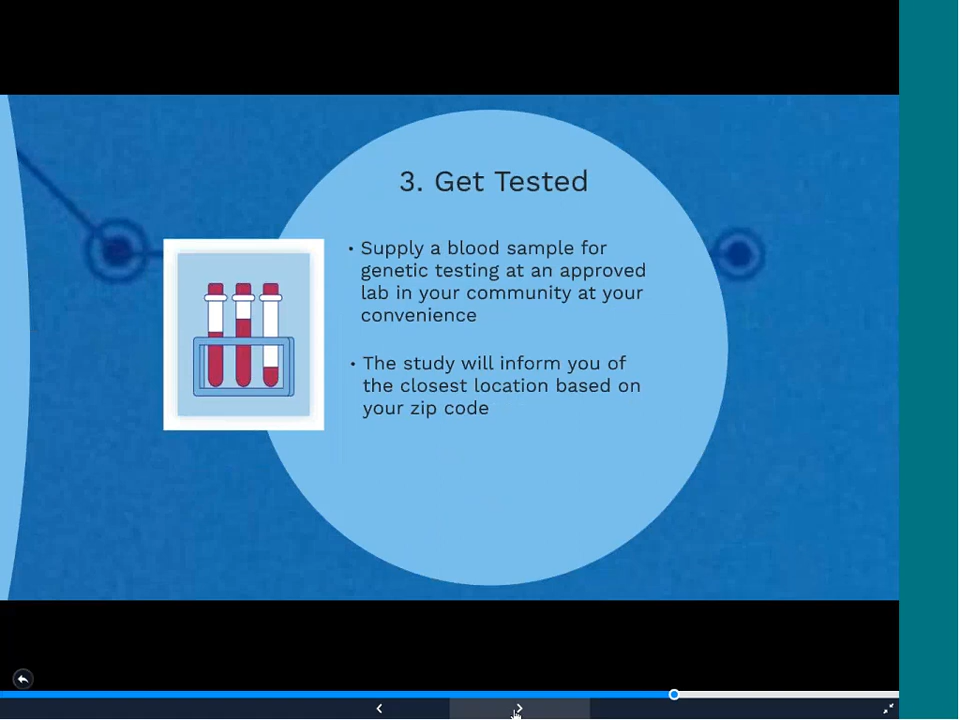 3. Get Tested
• Supply a blood sample for
genetic testing at an approved
lab in your community at your
convenience
• The study will inform you of
the closest location based on
your zip code